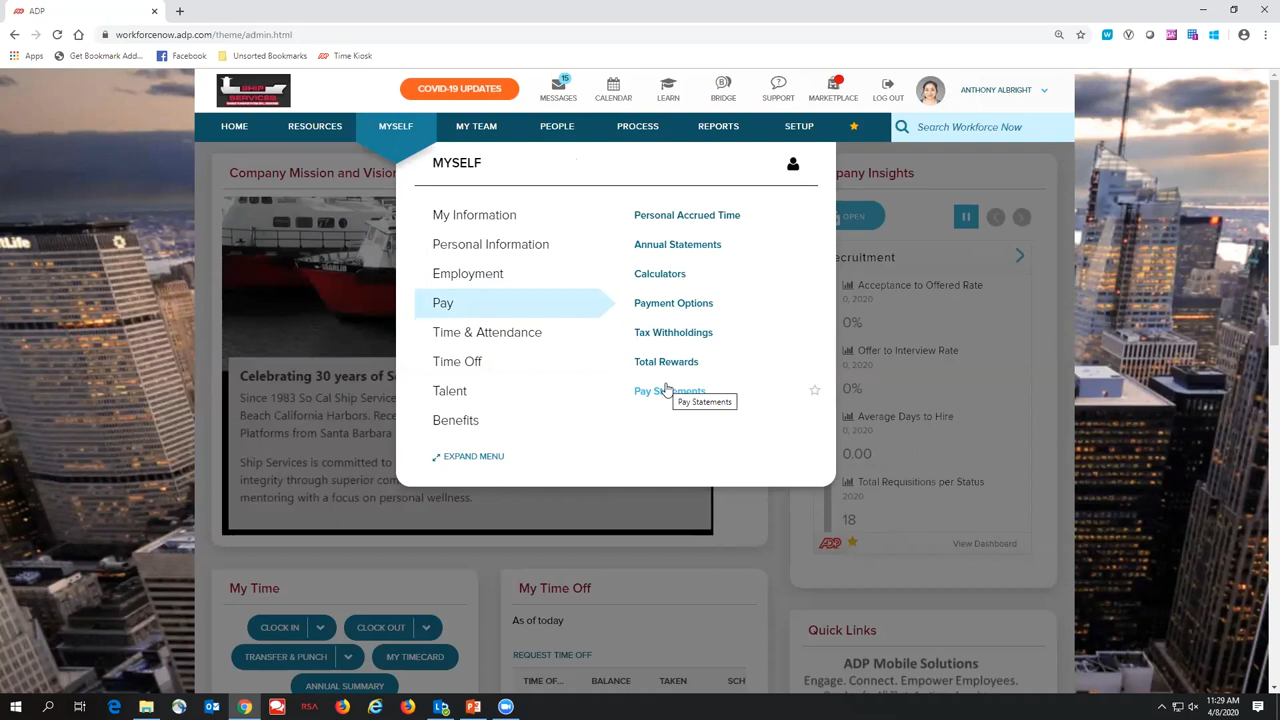 ADP
workforcenow.adp.com/theme/admin.html
Apps
Get Bookmark Add...
Facebook
Unsorted Bookmarks
Time Kiosk
SHIP
SERVICES
COVID-19 UPDATES
15
MESSAGES
CALENDAR
LEARN
BRIDGE
SUPPORT
MARKETPLACE
LOG OUT
ANTHONY ALBRIGHT
HOME
RESOURCES
MYSELF
MY TEAM
PEOPLE
PROCESS
REPORTS
SETUP
Search Workforce Now
MYSELF
My Information
Personal Information
Employment
Pay
Time & Attendance
Time Off
Talent
Benefits
EXPAND MENU
Personal Accrued Time
Annual Statements
Calculators
Payment Options
Tax Withholdings
Total Rewards
Pay Statements
Pay Statements
Company Mission and Vision
Celebrating 30 years of Se
Since 1983 So Cal Ship Service
Beach California Harbors.
Platforms from Santa Barbara
Ship Services is committed to
integrity through superior com
mentoring with a focus on personal wellness.
pany Insights
OPEN
ecruitment
Acceptance to Offered Rate
0, 2020
0%
Offer to Interview Rate
0, 2020
0%
Average Days to Hire
0, 2020
0.00
Total Requisitions per Status
2020
18
ADP
View Dashboard
My Time
CLOCK IN
CLOCK OUT
TRANSFER & PUNCH
MY TIMECARD
ANNUAL SUMMARY
My Time Off
As of today
REQUEST TIME OFF
TIME OF...
BALANCE
TAKEN
SCH
Quick Links
ADP Mobile Solutions
Engage. Connect. Empower Employees.
RSA
11:29 AM
4/8/2020